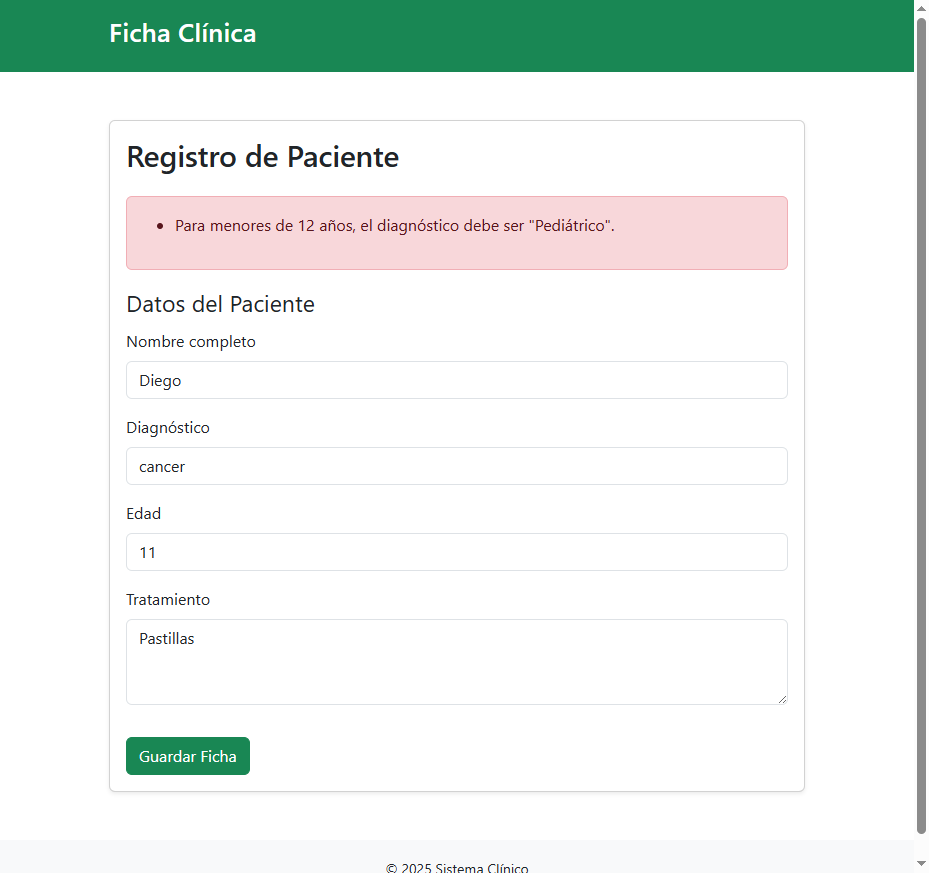 Ficha Clínica
Registro de Paciente
• Para menores de 12 años, el diagnóstico debe ser "Pediátrico".
Datos del Paciente
Nombre completo
Diego
Diagnóstico
cancer
Edad
11
Tratamiento
Pastillas
Guardar Ficha
© 2025 Sistema Clínico